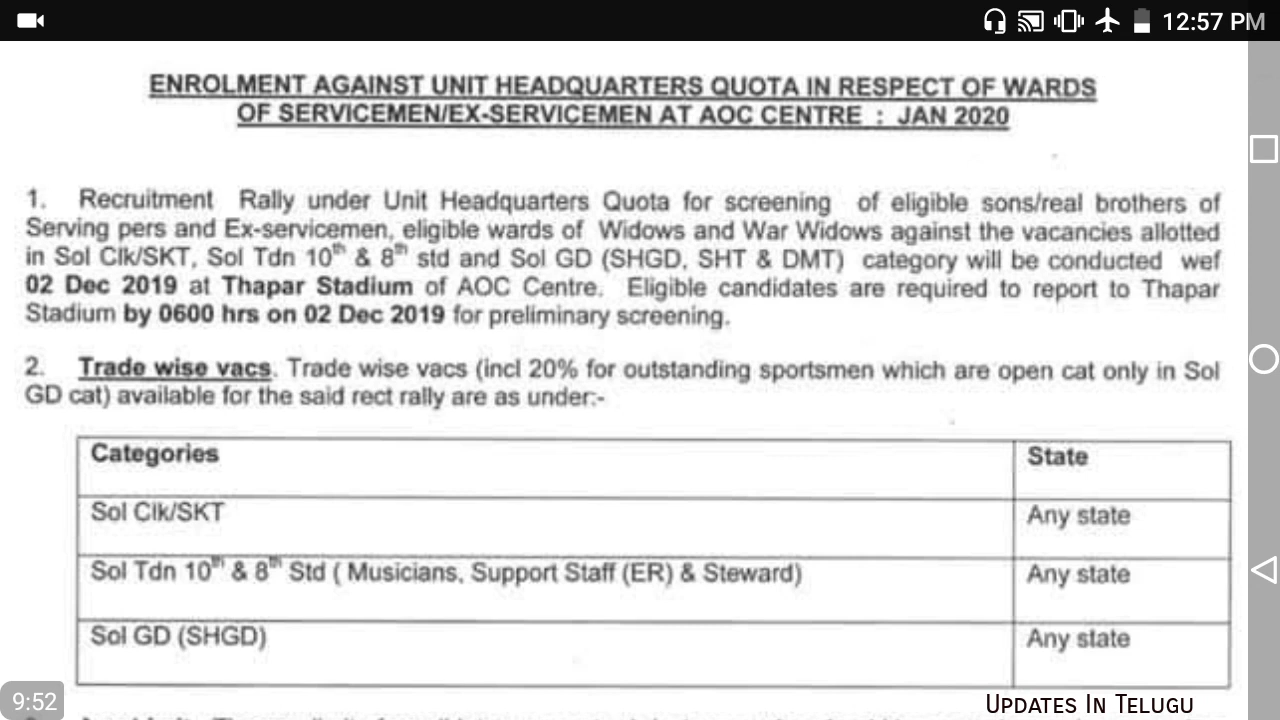 12:57 PM
ENROLMENT AGAINST UNIT HEADQUARTERS QUOTA IN RESPECT OF WARDS
OF SERVICEMEN/EX-SERVICEMEN AT AOC CENTRE : JAN 2020
1. Recruitment Rally under Unit Headquarters Quota for screening of eligible sons/real brothers of
Serving pers and Ex-servicemen, eligible wards of Widows and War Widows against the vacancies allotted
in Sol Clk/SKT, Sol Tdn 10th & 8th std and Sol GD (SHGD, SHT & DMT) category will be conducted wef
02 Dec 2019 at Thapar Stadium of AOC Centre. Eligible candidates are required to report to Thapar
Stadium by 0600 hrs on 02 Dec 2019 for preliminary screening.
2. Trade wise vacs. Trade wise vacs (incl 20% for outstanding sportsmen which are open cat only in Sol
GD cat) available for the said rect rally are as under:-
Categories State
Sol Clk/SKT Any state
Sol Tdn 10th & 8th Std ( Musicians, Support Staff (ER) & Steward) Any state
Sol GD (SHGD) Any state
9:52
UPDATES IN TELUGU